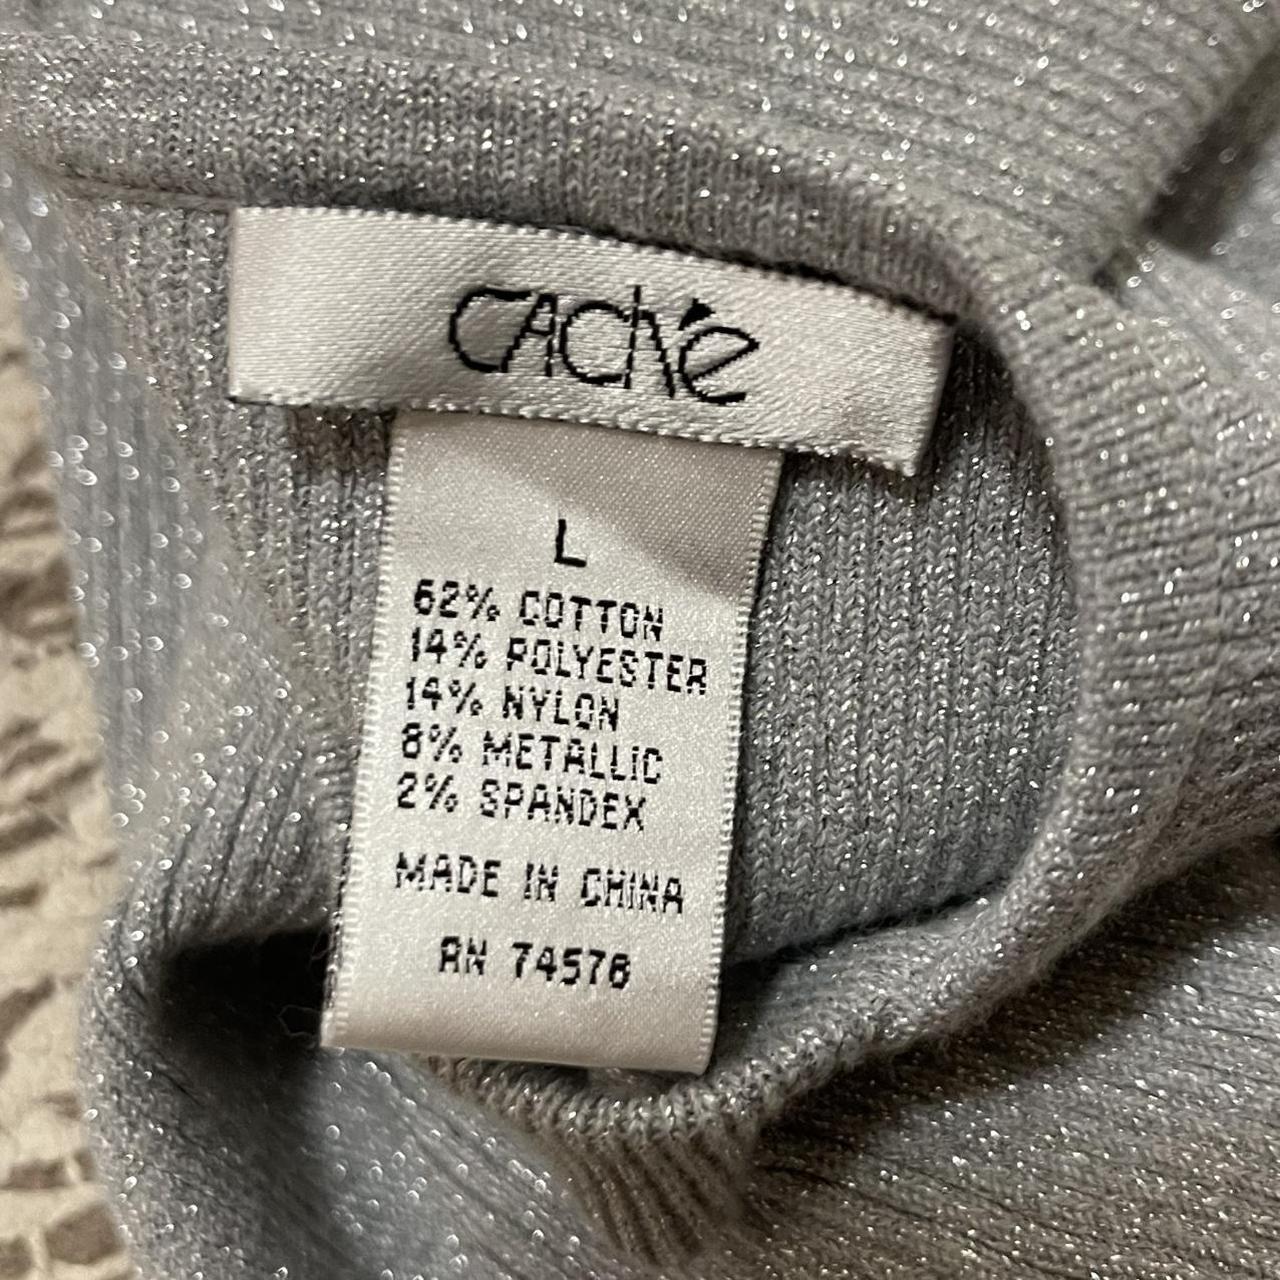 CAChé
L
62% COTTON
14% POLYESTER
14% NYLON
8% METALLIC
2% SPANDEX
MADE IN CHINA
RN 74576